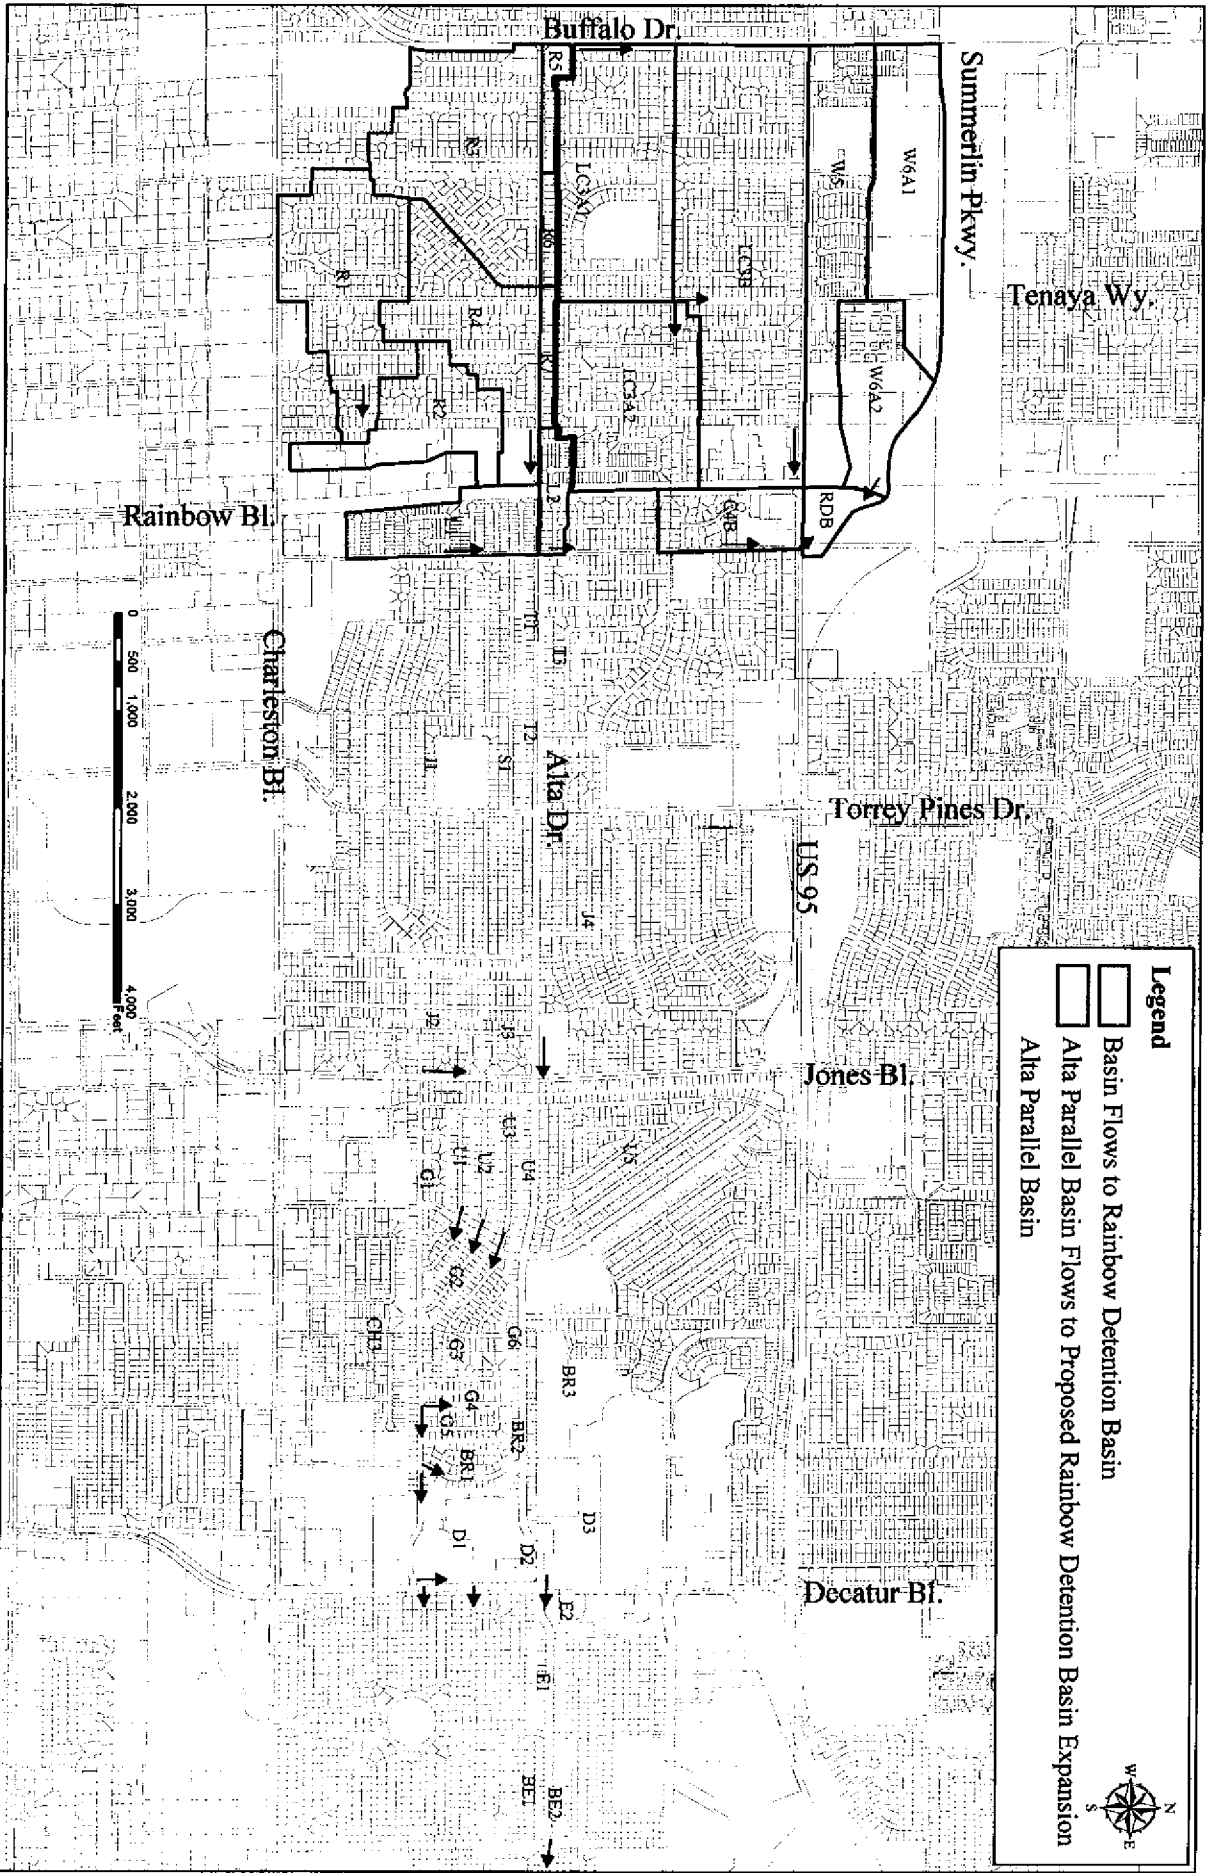 Buffalo Dr.
Summerlin Pkwy.
Tenaya Wy.
Rainbow Bl.
Charleston Bl.
Alta Dr.
Torrey Pines Dr.
US 95
Jones Bl.
Decatur Bl.
R5
W6A1
W6
R3
LC3A1
R6
LC3B
R1
R4
R7
LC3A2
W6A2
R2
L2
RDB
T3
T2
S1
J1
J4
J2
J3
U3
U5
U1
U2
U4
G1
G2
CH3
G3
G6
BR3
G4
G5
BR2
BR1
D3
D1
D2
E2
E1
BE1
BE2
0
500
1,000
2,000
3,000
4,000
Feet
Legend
Basin Flows to Rainbow Detention Basin
Alta Parallel Basin Flows to Proposed Rainbow Detention Basin Expansion
Alta Parallel Basin
N
W
E
S